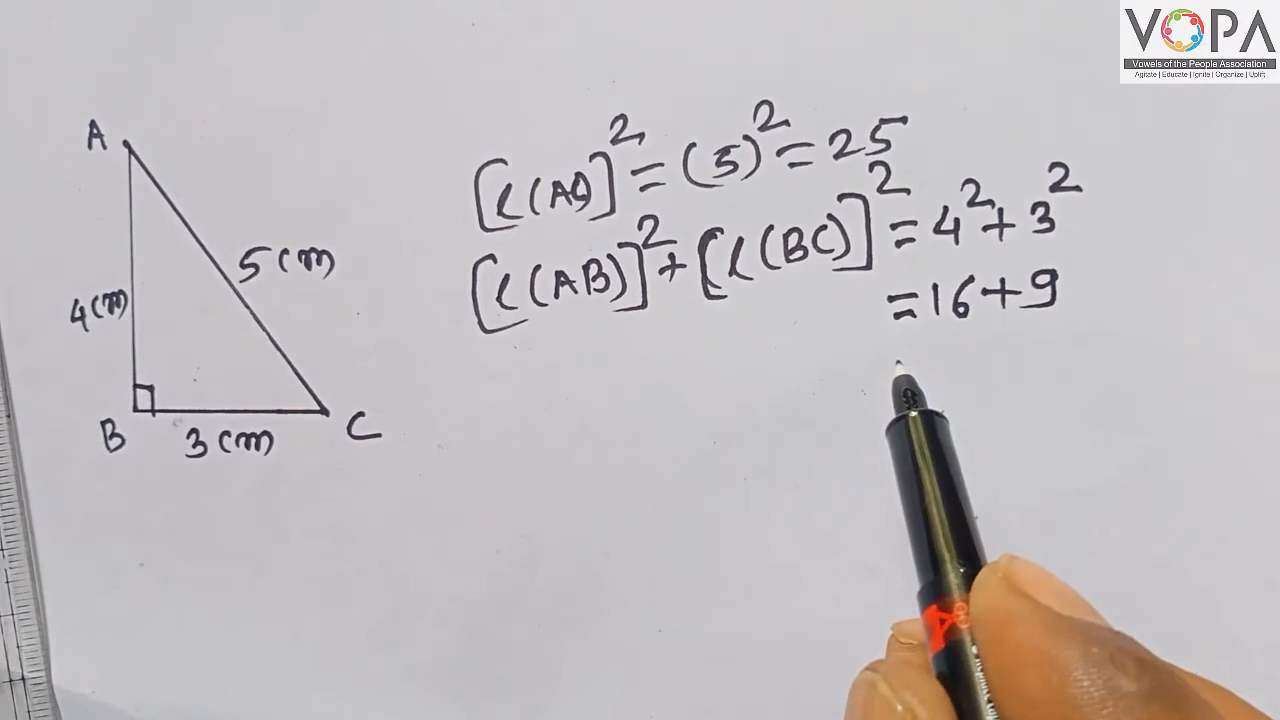 VOPA
Vowels of the People Association
Agitate | Educate | Ignite | Organize | Uplift
A
[l(AC)]² = (5)² = 25
[l(AB)]² + [l(BC)]² = 4² + 3²
= 16 + 9
5 cm
4 cm
B
3 cm
C